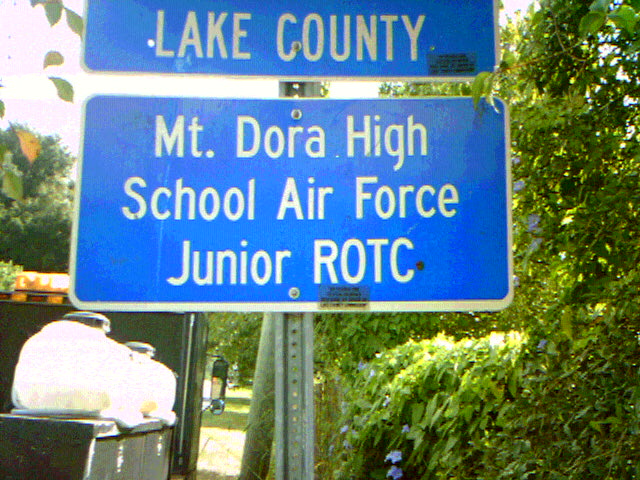 LAKE COUNTY
Mt. Dora High
School Air Force
Junior ROTC